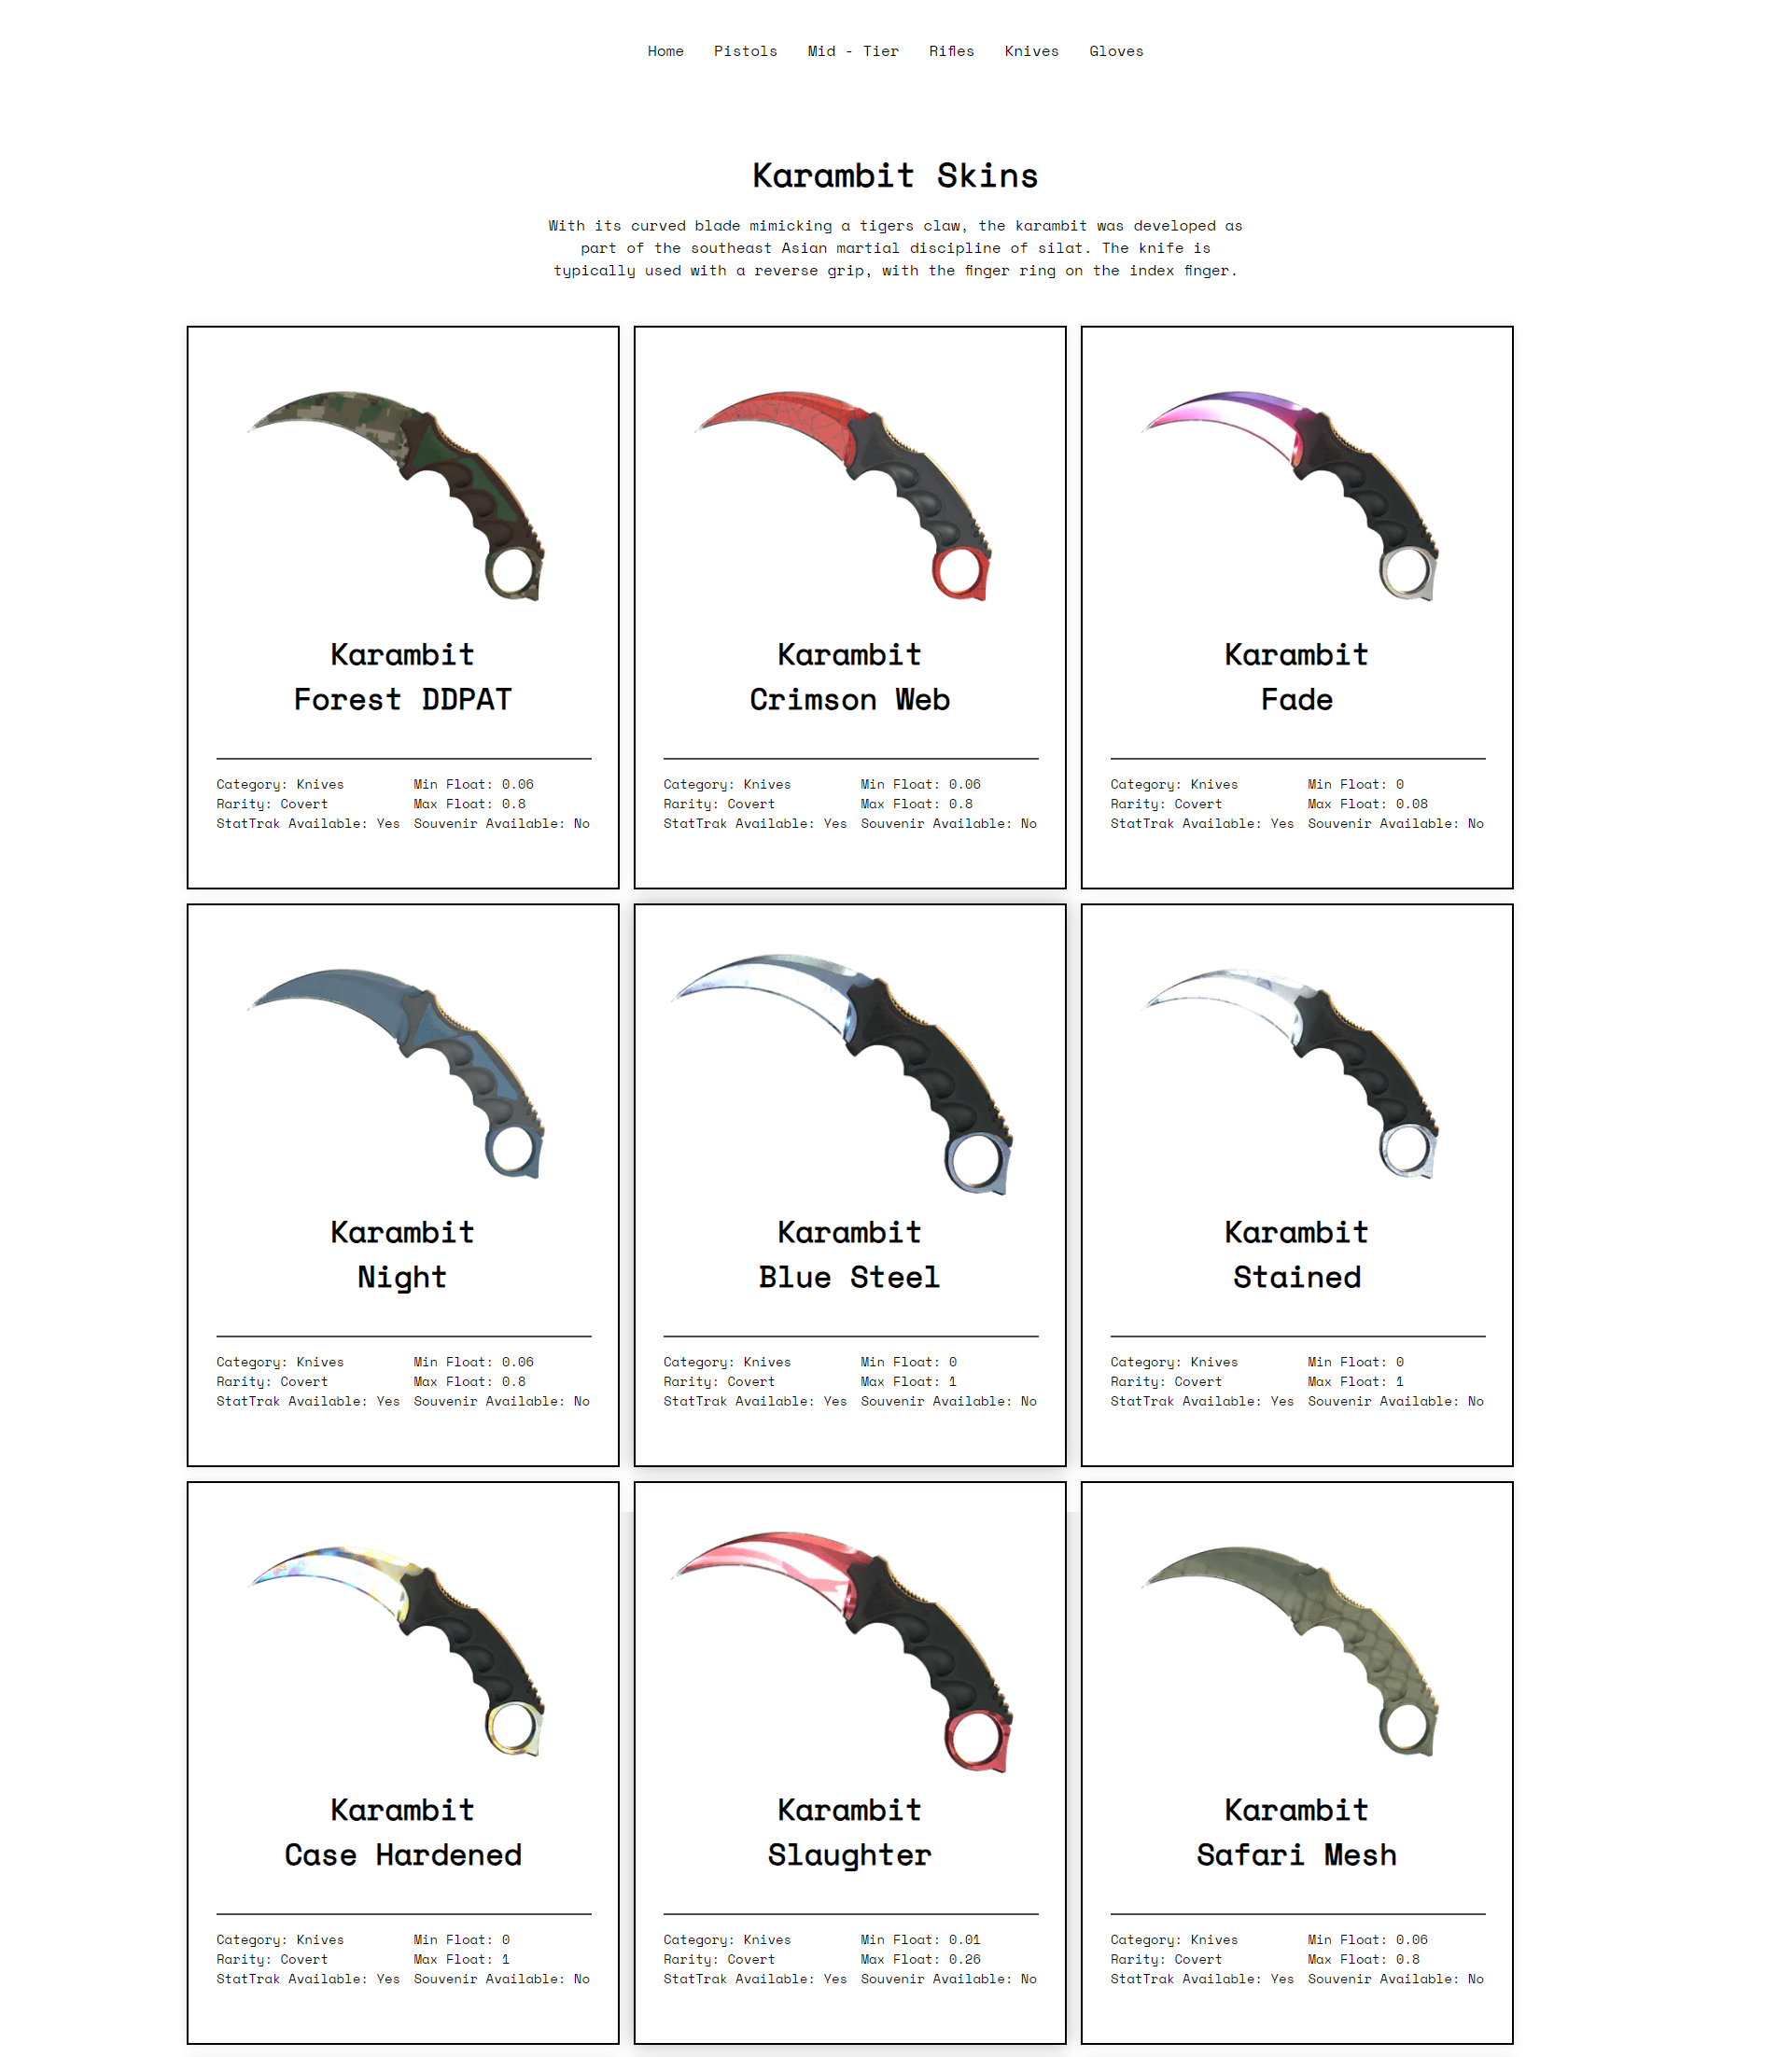 Home Pistols Mid - Tier Rifles Knives Gloves
Karambit Skins
With its curved blade mimicking a tigers claw, the karambit was developed as
part of the southeast Asian martial discipline of silat. The knife is
typically used with a reverse grip, with the finger ring on the index finger.
Karambit
Forest DDPAT
Category: Knives Min Float: 0.06
Rarity: Covert Max Float: 0.8
StatTrak Available: Yes Souvenir Available: No
Karambit
Crimson Web
Category: Knives Min Float: 0.06
Rarity: Covert Max Float: 0.8
StatTrak Available: Yes Souvenir Available: No
Karambit
Fade
Category: Knives Min Float: 0
Rarity: Covert Max Float: 0.08
StatTrak Available: Yes Souvenir Available: No
Karambit
Night
Category: Knives Min Float: 0.06
Rarity: Covert Max Float: 0.8
StatTrak Available: Yes Souvenir Available: No
Karambit
Blue Steel
Category: Knives Min Float: 0
Rarity: Covert Max Float: 1
StatTrak Available: Yes Souvenir Available: No
Karambit
Stained
Category: Knives Min Float: 0
Rarity: Covert Max Float: 1
StatTrak Available: Yes Souvenir Available: No
Karambit
Case Hardened
Category: Knives Min Float: 0
Rarity: Covert Max Float: 1
StatTrak Available: Yes Souvenir Available: No
Karambit
Slaughter
Category: Knives Min Float: 0.01
Rarity: Covert Max Float: 0.26
StatTrak Available: Yes Souvenir Available: No
Karambit
Safari Mesh
Category: Knives Min Float: 0.06
Rarity: Covert Max Float: 0.8
StatTrak Available: Yes Souvenir Available: No